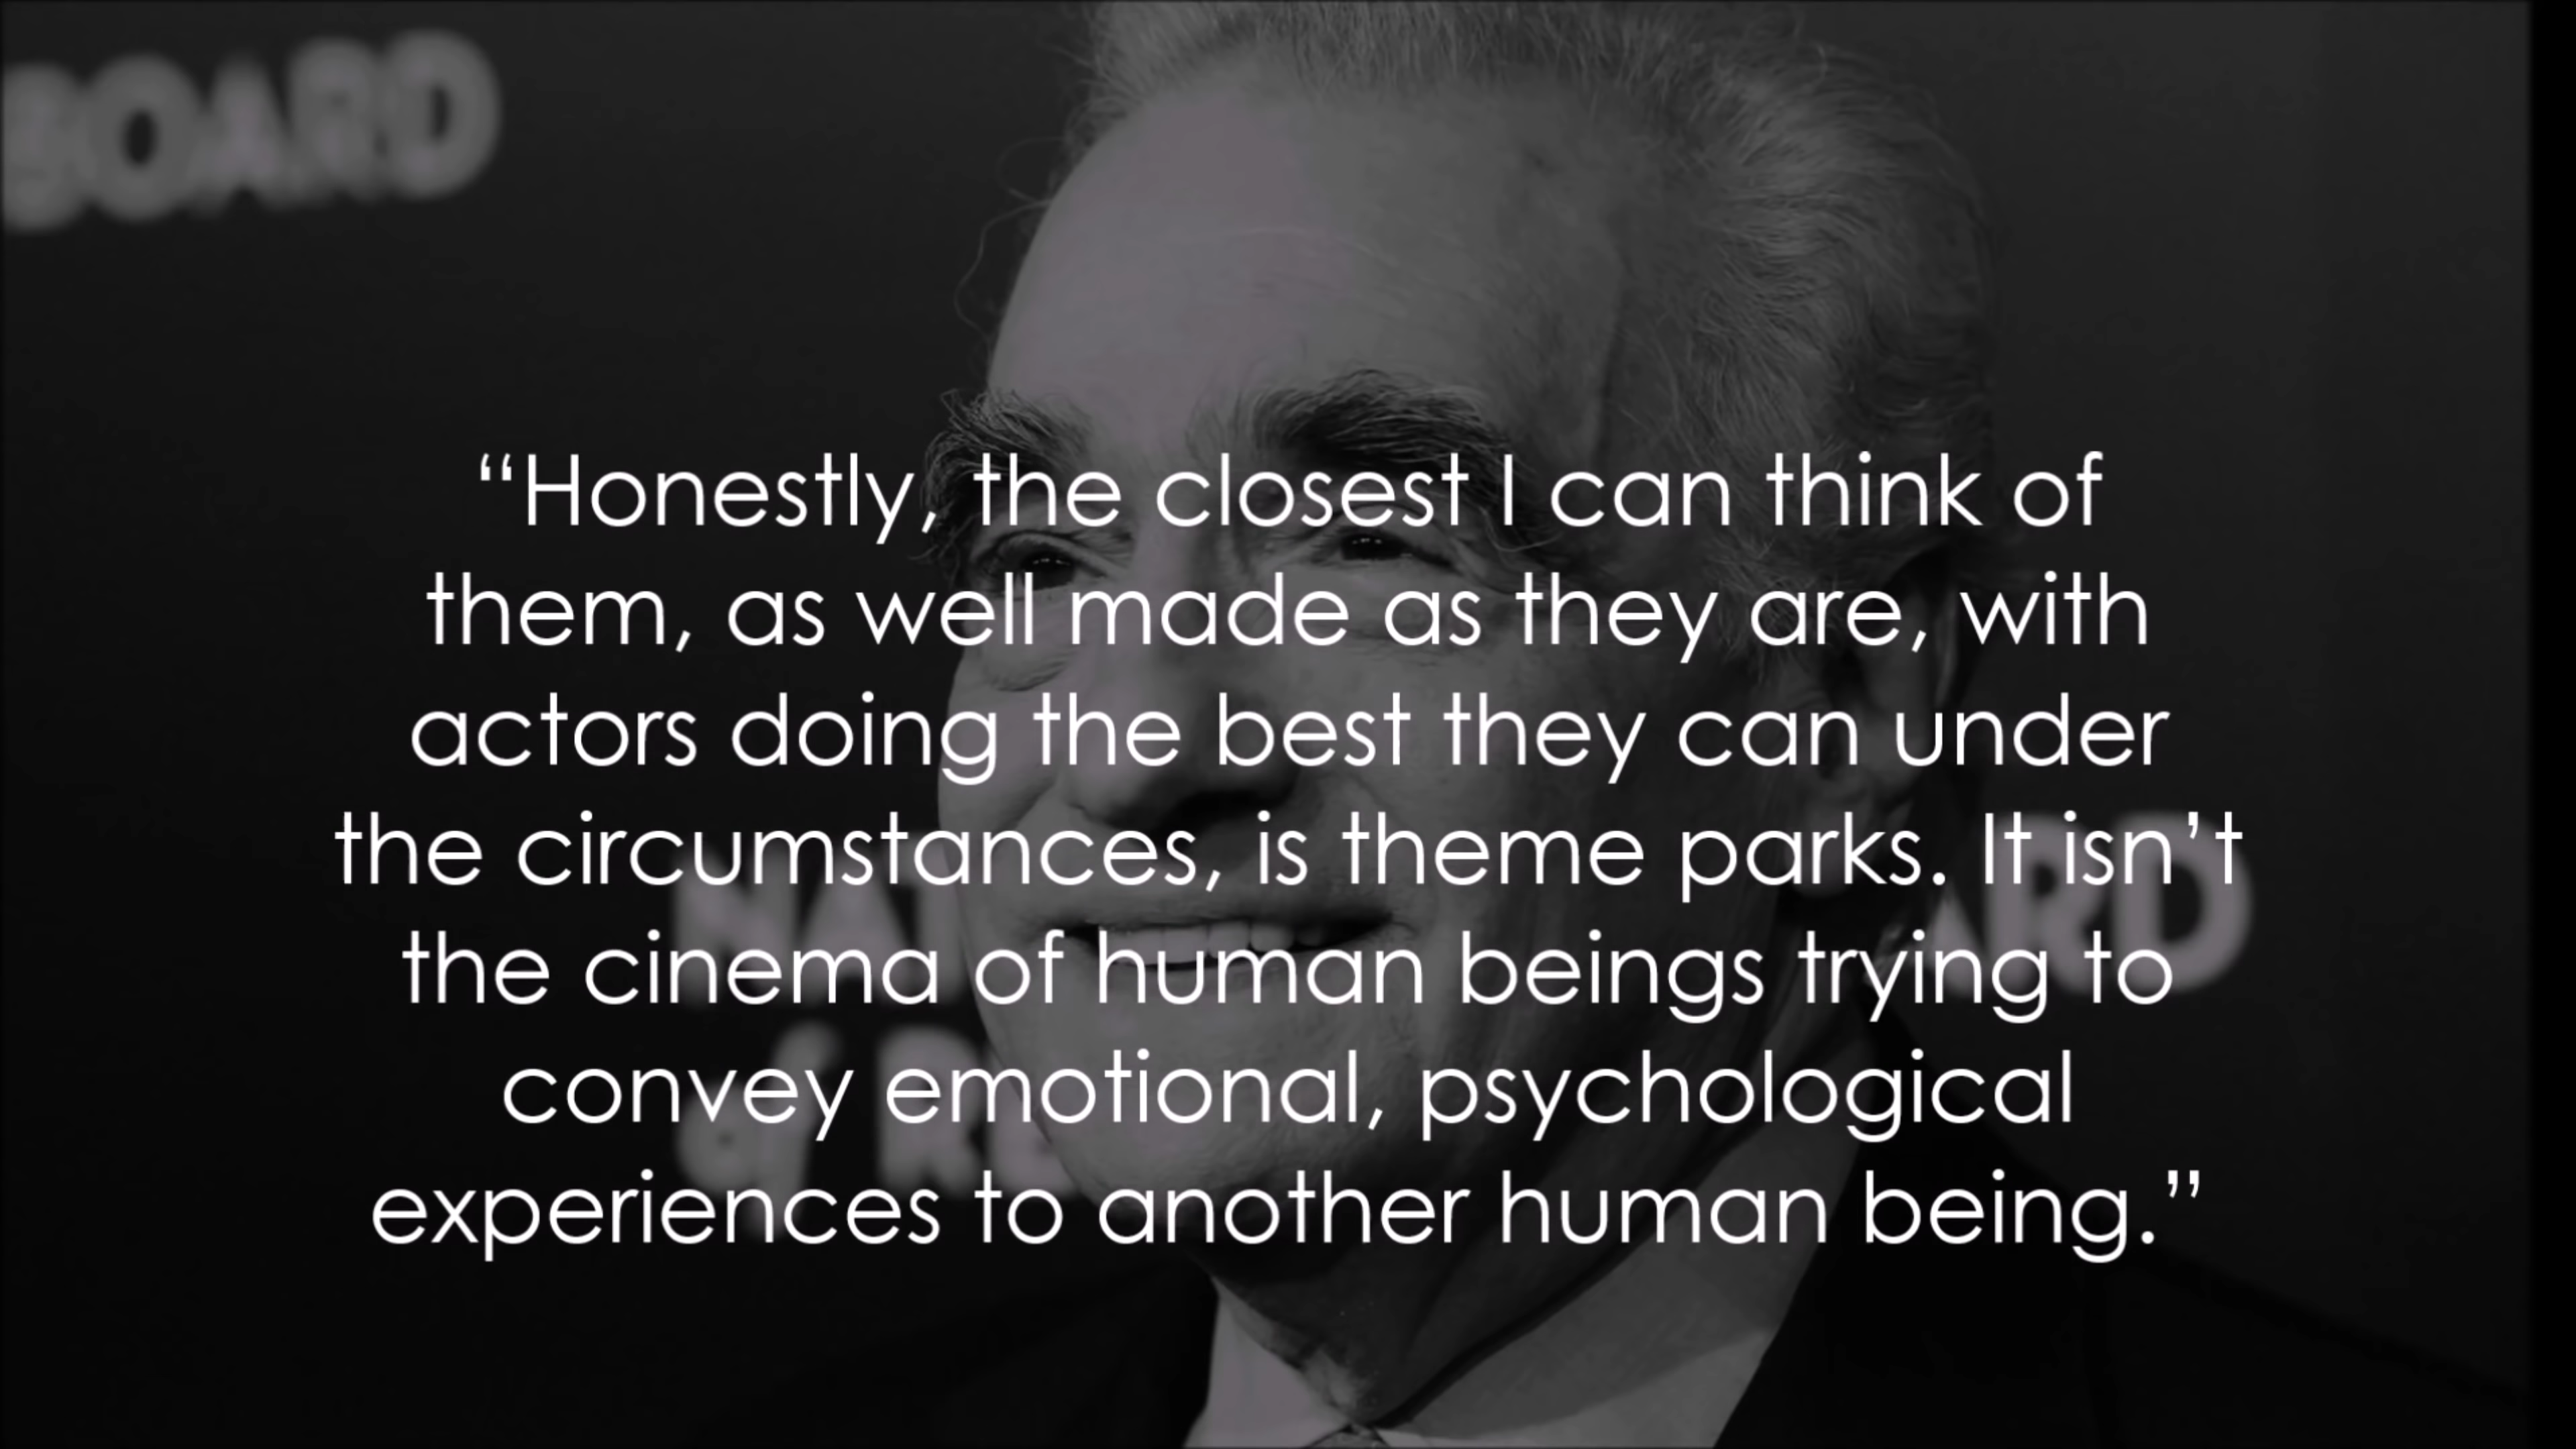 BOARD
“Honestly, the closest I can think of
them, as well made as they are, with
actors doing the best they can under
the circumstances, is theme parks. It isn’t
the cinema of human beings trying to
convey emotional, psychological
experiences to another human being.”